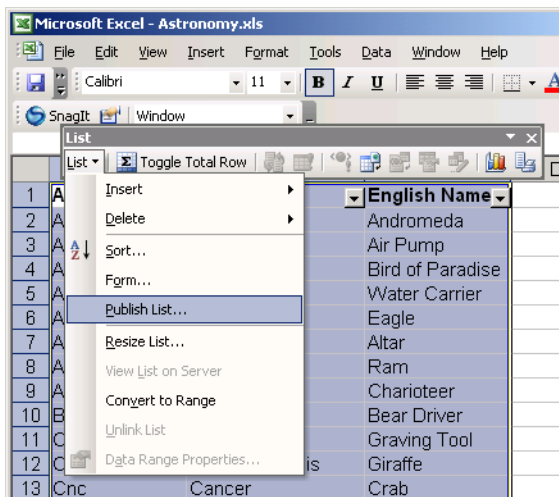 Microsoft Excel - Astronomy.xls
File Edit View Insert Format Tools Data Window Help
Calibri 11 B I U A
SnagIt Window
List
List Toggle Total Row
Insert
Delete
Sort...
Form...
Publish List...
Resize List...
View List on Server
Convert to Range
Unlink List
Data Range Properties...
1 A English Name
2 A Andromeda
3 A Air Pump
4 A Bird of Paradise
5 A Water Carrier
6 A Eagle
7 A Altar
8 A Ram
9 A Charioteer
10 B Bear Driver
11 C Graving Tool
12 C is Giraffe
13 Cnc Cancer Crab